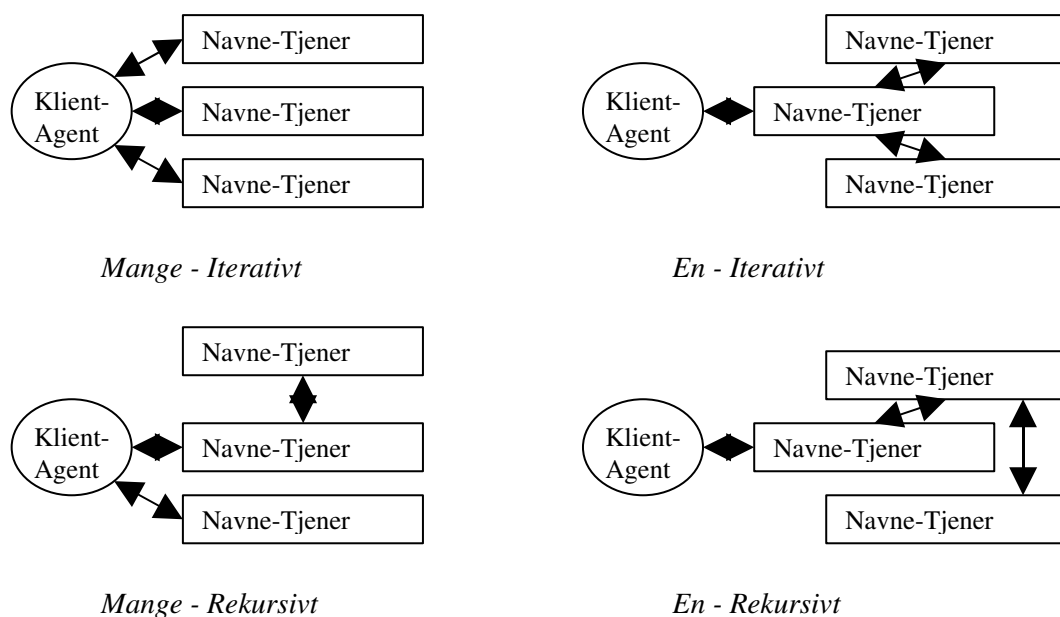 Navne-Tjener
Klient-
Agent
Navne-Tjener
Navne-Tjener
Mange - Iterativt
Navne-Tjener
Klient-
Agent
Navne-Tjener
Navne-Tjener
En - Iterativt
Navne-Tjener
Klient-
Agent
Navne-Tjener
Navne-Tjener
Mange - Rekursivt
Navne-Tjener
Klient-
Agent
Navne-Tjener
Navne-Tjener
En - Rekursivt